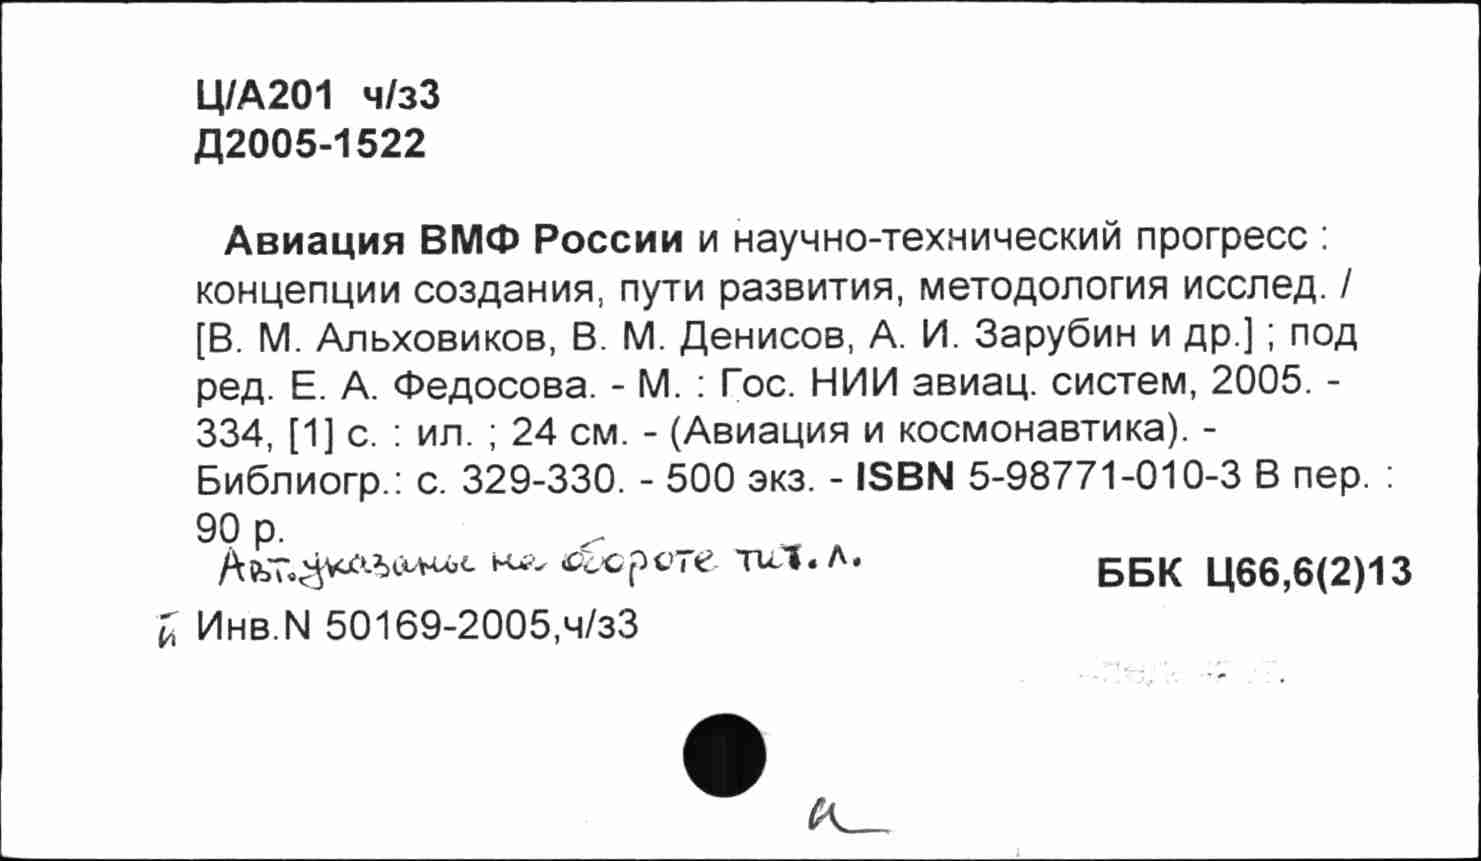 Ц/А201 ч/з3
Д2005-1522
Авиация ВМФ России и научно-технический прогресс :
концепции создания, пути развития, методология исслед. /
[В. М. Альховиков, В. М. Денисов, А. И. Зарубин и др.] ; под
ред. Е. А. Федосова. - М. : Гос. НИИ авиац. систем, 2005. -
334, [1] с. : ил. ; 24 см. - (Авиация и космонавтика). -
Библиогр.: с. 329-330. - 500 экз. - ISBN 5-98771-010-3 В пер. :
90 р.
Авт. указаны на обороте тит. л.
ББК Ц66,6(2)13
й Инв.N 50169-2005,ч/з3